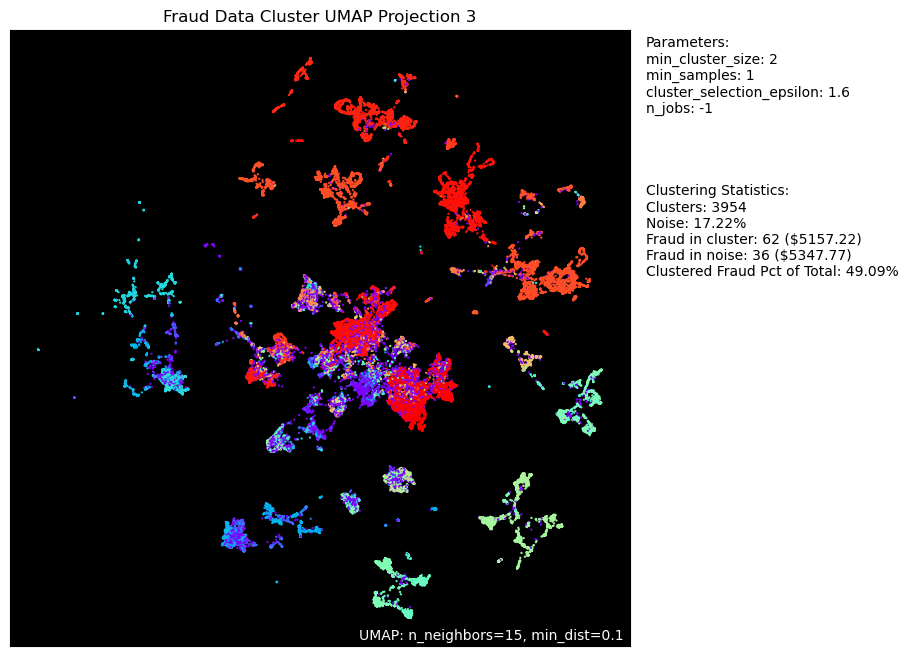 Fraud Data Cluster UMAP Projection 3
Parameters:
min_cluster_size: 2
min_samples: 1
cluster_selection_epsilon: 1.6
n_jobs: -1
Clustering Statistics:
Clusters: 3954
Noise: 17.22%
Fraud in cluster: 62 ($5157.22)
Fraud in noise: 36 ($5347.77)
Clustered Fraud Pct of Total: 49.09%
UMAP: n_neighbors=15, min_dist=0.1